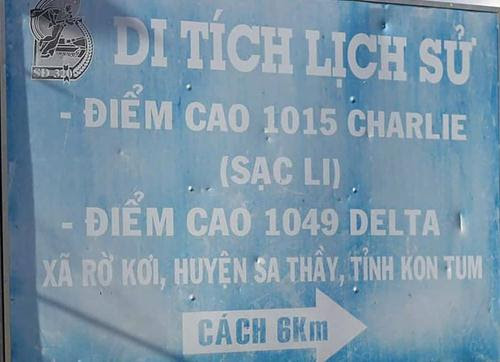 SĐ 320
DI TÍCH LỊCH SỬ
- ĐIỂM CAO 1015 CHARLIE
(SẠC LI)
- ĐIỂM CAO 1049 DELTA
XÃ RỜ KƠI, HUYỆN SA THẦY, TỈNH KON TUM
CÁCH 6Km